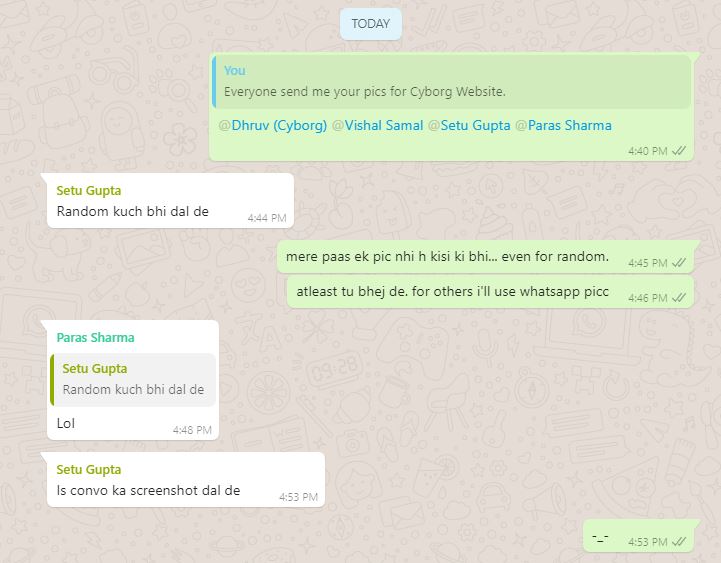 TODAY
You
Everyone send me your pics for Cyborg Website.
@Dhruv (Cyborg) @Vishal Samal @Setu Gupta @Paras Sharma
4:40 PM
Setu Gupta
Random kuch bhi dal de
4:44 PM
mere paas ek pic nhi h kisi ki bhi... even for random.
4:45 PM
atleast tu bhej de. for others i'll use whatsapp picc
4:46 PM
Paras Sharma
Setu Gupta
Random kuch bhi dal de
Lol
4:48 PM
Setu Gupta
Is convo ka screenshot dal de
4:53 PM
-_-
4:53 PM
09:28